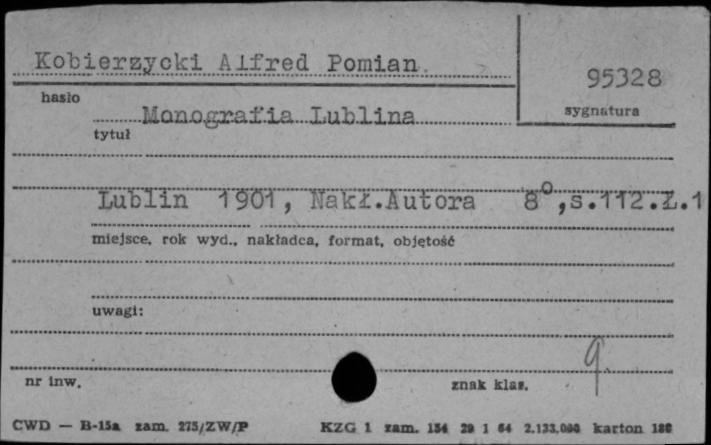 Kobierzycki Alfred Pomian.
95328
hasło
sygnatura
Monografia Lublina
tytuł
Lublin 1901, Nakł.Autora 8⁰,s.112.Z.1
miejsce, rok wyd., nakładca, format, objętość
uwagi:
9.
nr inw.
znak klas.
CWD — B-15a zam. 275/ZW/P KZG 1 zam. 154 29 1 64 2.133.000 karton